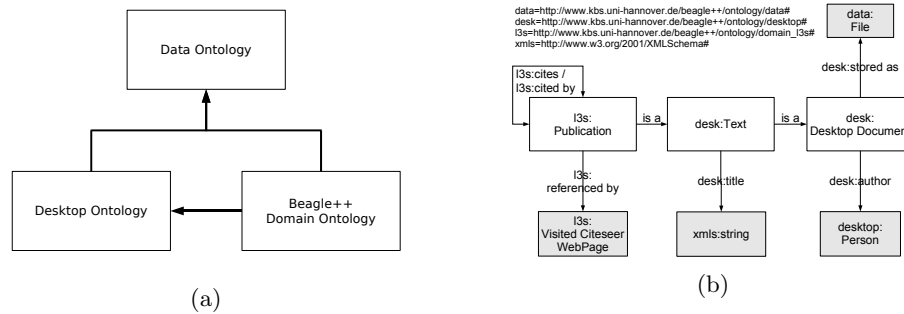 Data Ontology
Desktop Ontology
Beagle++
Domain Ontology
(a)
data=http://www.kbs.uni-hannover.de/beagle++/ontology/data#
desk=http://www.kbs.uni-hannover.de/beagle++/ontology/desktop#
l3s=http://www.kbs.uni-hannover.de/beagle++/ontology/domain_l3s#
xmls=http://www.w3.org/2001/XMLSchema#
data:
File
l3s:cites /
l3s:cited by
desk:stored as
l3s:
Publication
is a
desk:Text
is a
desk:
Desktop Documen
l3s:
referenced by
desk:title
desk:author
l3s:
Visited Citeseer
WebPage
xmls:string
desktop:
Person
(b)